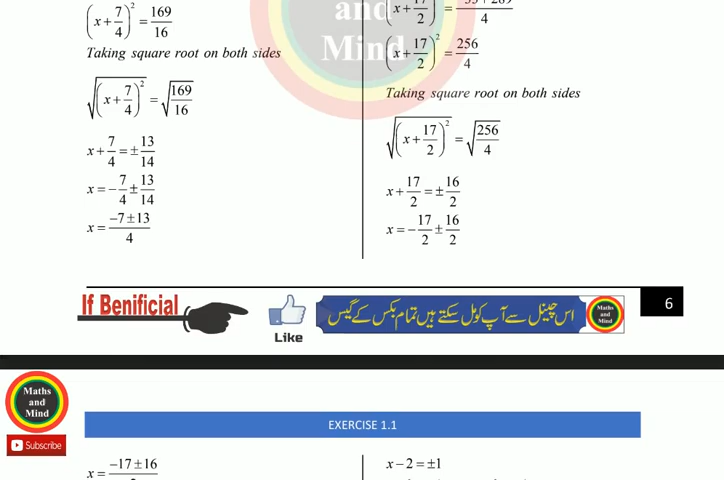 (x + 7/4)² = 169/16
Taking square root on both sides
√((x + 7/4)²) = √(169/16)
x + 7/4 = ± 13/14
x = − 7/4 ± 13/14
x = (−7 ± 13)/4
(x + 17/2)² = 256/4
Taking square root on both sides
√((x + 17/2)²) = √(256/4)
x + 17/2 = ± 16/2
x = − 17/2 ± 16/2
and
Mind
If Benificial
Like
اس چینل سے آپ کو مل سکتے ہیں تمام بکس کے گیس
Maths
and
Mind
6
Maths
and
Mind
Subscribe
EXERCISE 1.1
x = −17 ± 16
x − 2 = ±1